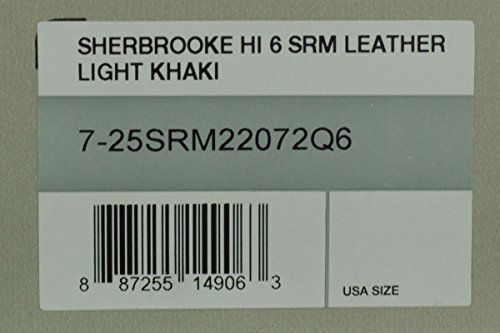 SHERBROOKE HI 6 SRM LEATHER
LIGHT KHAKI
7-25SRM22072Q6
8 87255 14906 3
USA SIZE